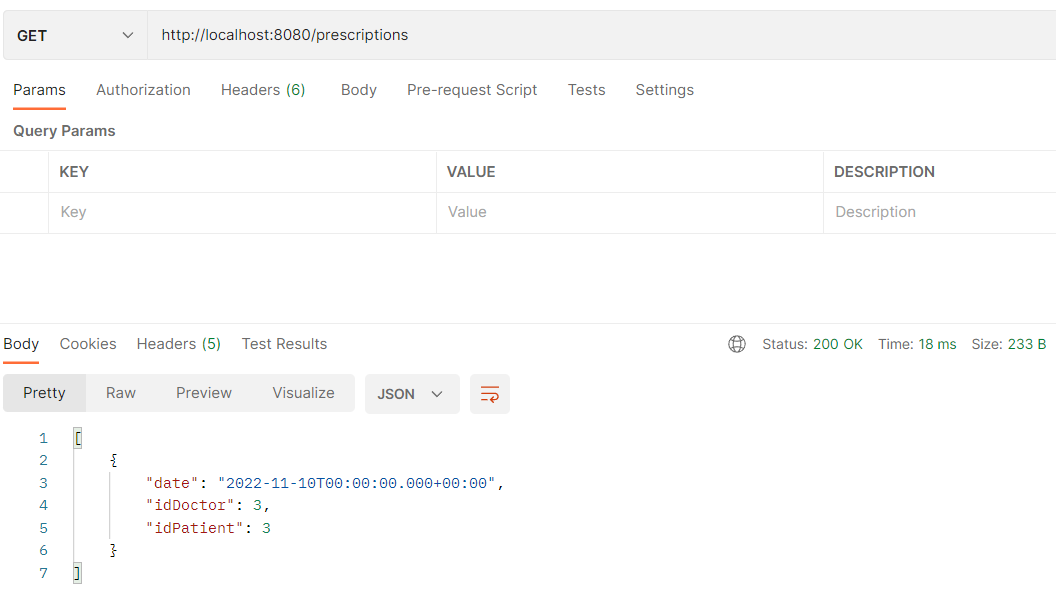 GET http://localhost:8080/prescriptions
Params Authorization Headers (6) Body Pre-request Script Tests Settings
Query Params
KEY VALUE DESCRIPTION
Key Value Description
Body Cookies Headers (5) Test Results Status: 200 OK Time: 18 ms Size: 233 B
Pretty Raw Preview Visualize JSON
1 [
2 {
3 "date": "2022-11-10T00:00:00.000+00:00",
4 "idDoctor": 3,
5 "idPatient": 3
6 }
7 ]